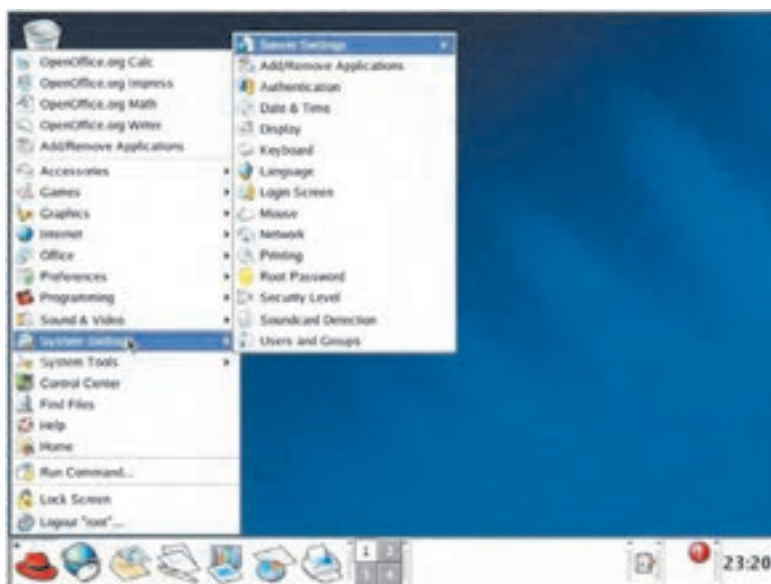 OpenOffice.org Calc
OpenOffice.org Impress
OpenOffice.org Math
OpenOffice.org Writer
Add/Remove Applications
Accessories
Games
Graphics
Internet
Office
Preferences
Programming
Sound & Video
System Settings
System Tools
Control Center
Find Files
Help
Home
Run Command...
Lock Screen
Logout "root"...
Server Settings
Add/Remove Applications
Authentication
Date & Time
Display
Keyboard
Language
Login Screen
Mouse
Network
Printing
Root Password
Security Level
Soundcard Detection
Users and Groups
1 2
3 4
23:20